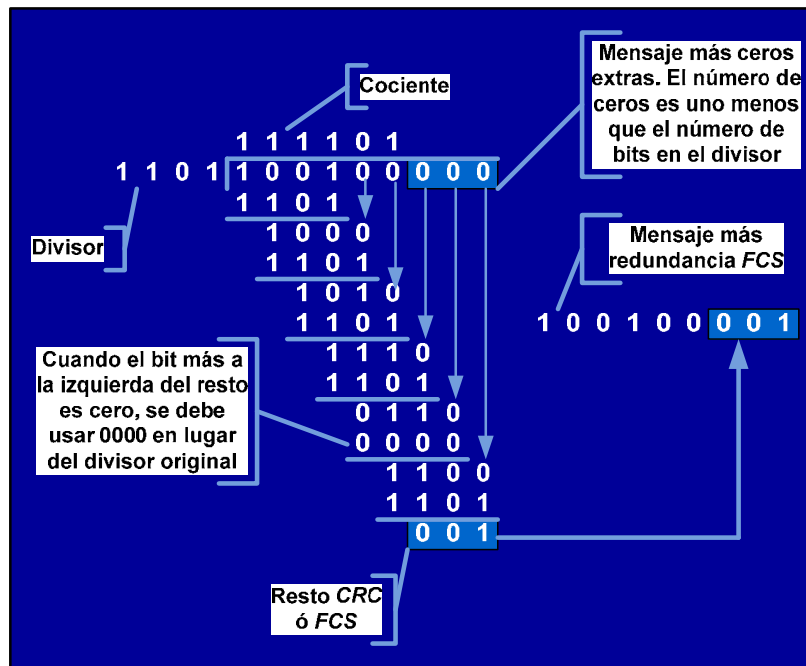 Cociente
Mensaje más ceros
extras. El número de
ceros es uno menos
que el número de
bits en el divisor
1 1 1 1 0 1
1 1 0 1 1 0 0 1 0 0 0 0 0
1 1 0 1
Divisor
1 0 0 0
1 1 0 1
1 0 1 0
1 1 0 1
1 1 1 0
1 1 0 1
0 1 1 0
0 0 0 0
1 1 0 0
1 1 0 1
0 0 1
Mensaje más
redundancia FCS
1 0 0 1 0 0 0 0 1
Cuando el bit más a
la izquierda del resto
es cero, se debe
usar 0000 en lugar
del divisor original
Resto CRC
ó FCS